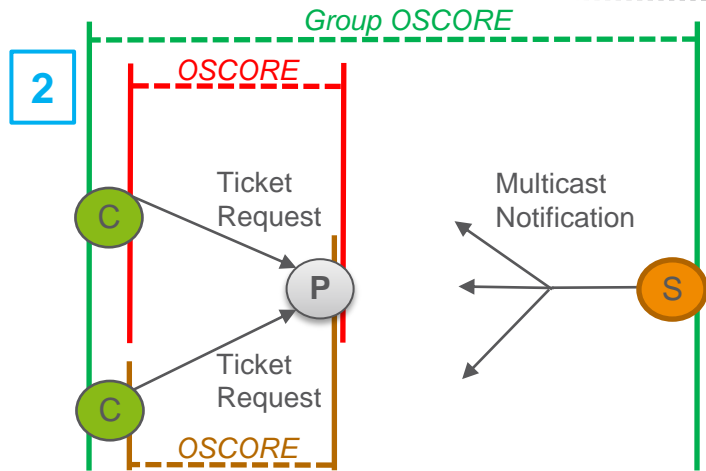 Group OSCORE
OSCORE
2
Ticket
Request
Multicast
Notification
C
P
S
Ticket
Request
C
OSCORE